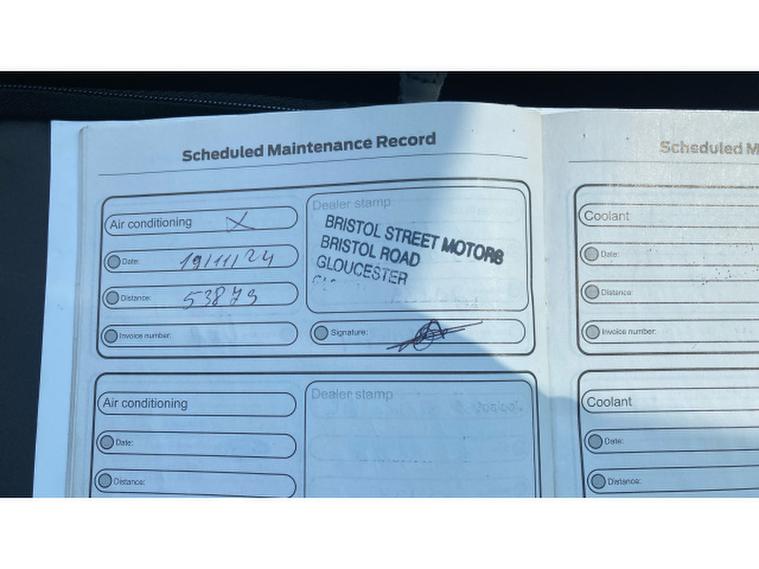 Scheduled Maintenance Record
Air conditioning X
Date: 19/11/24
Distance: 53879
Invoice number:
Dealer stamp
BRISTOL STREET MOTORS
BRISTOL ROAD
GLOUCESTER
Signature:
Air conditioning
Date:
Distance:
Dealer stamp
Scheduled M
Coolant
Date:
Distance:
Invoice number:
Coolant
Date:
Distance: